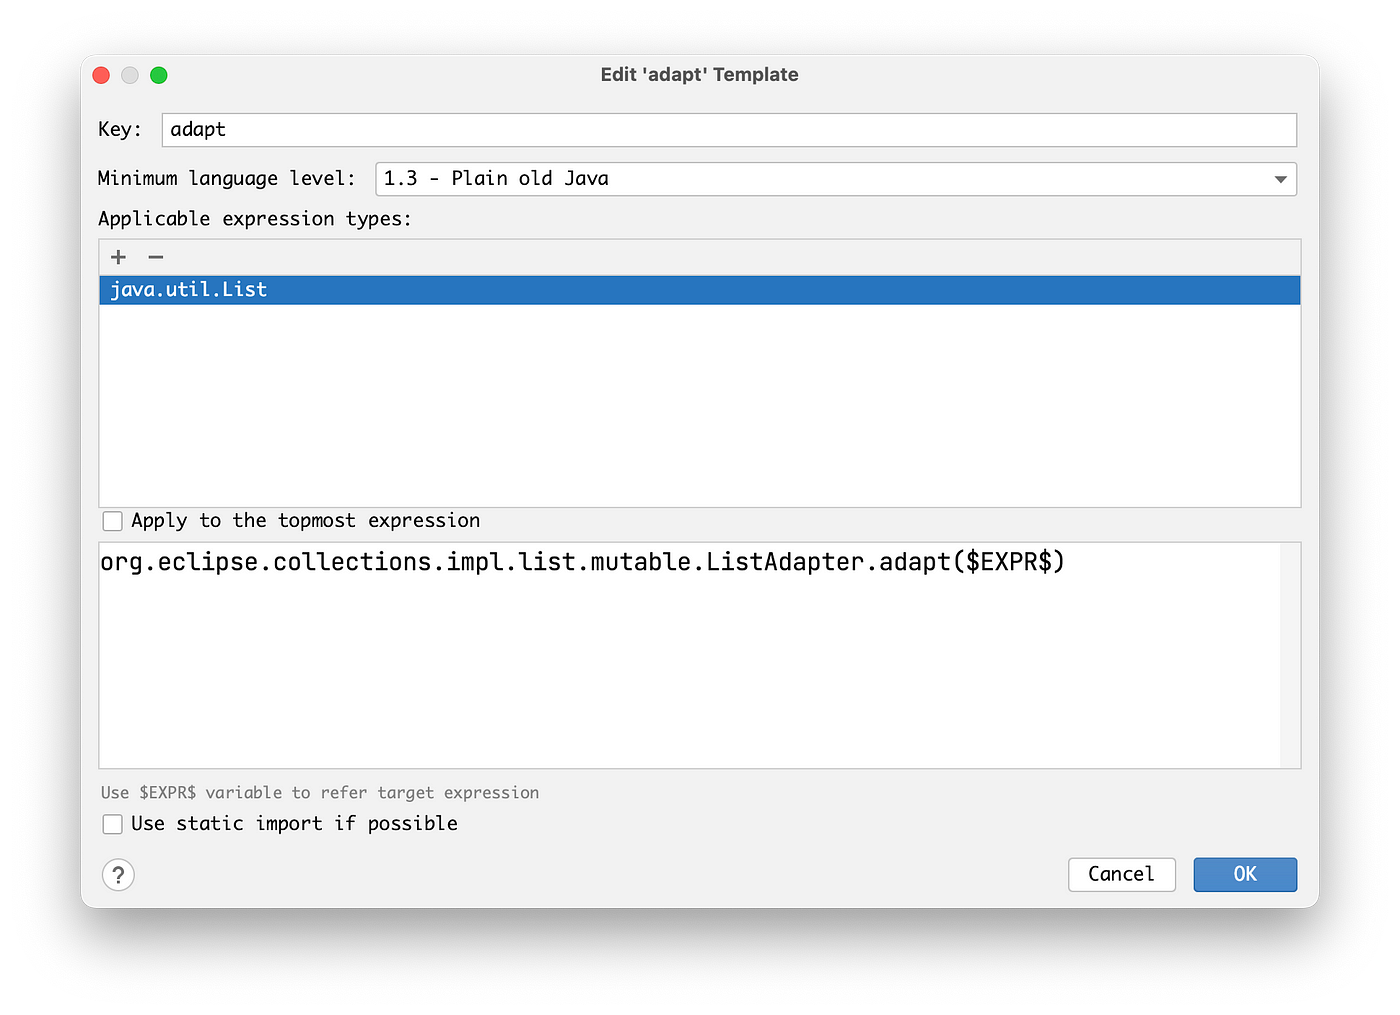 Edit 'adapt' Template
Key: adapt
Minimum language level: 1.3 - Plain old Java
Applicable expression types:
+ −
java.util.List
Apply to the topmost expression
org.eclipse.collections.impl.list.mutable.ListAdapter.adapt($EXPR$)
Use $EXPR$ variable to refer target expression
Use static import if possible
? Cancel OK